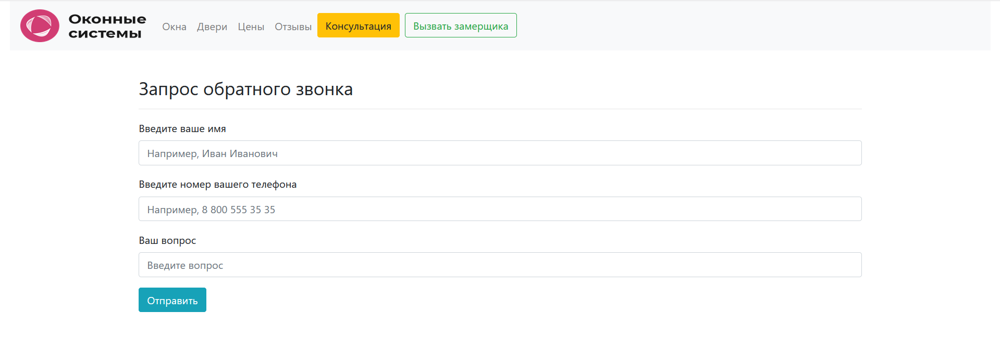 Оконные
системы
Окна Двери Цены Отзывы Консультация Вызвать замерщика
Запрос обратного звонка
Введите ваше имя
Например, Иван Иванович
Введите номер вашего телефона
Например, 8 800 555 35 35
Ваш вопрос
Введите вопрос
Отправить